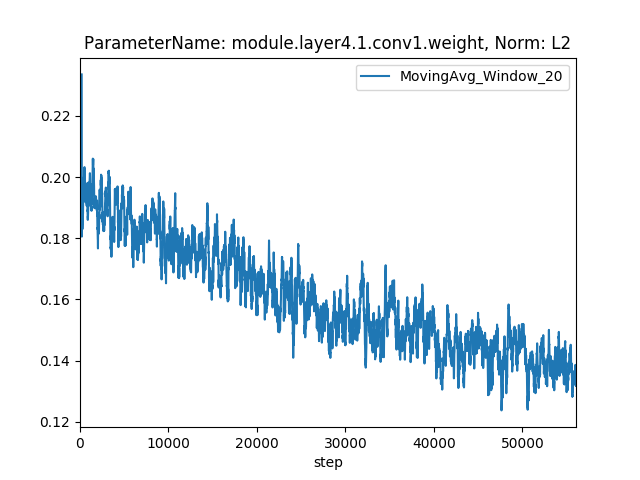 ParameterName: module.layer4.1.conv1.weight, Norm: L2
MovingAvg_Window_20
0.22
0.20
0.18
0.16
0.14
0.12
0 10000 20000 30000 40000 50000
step